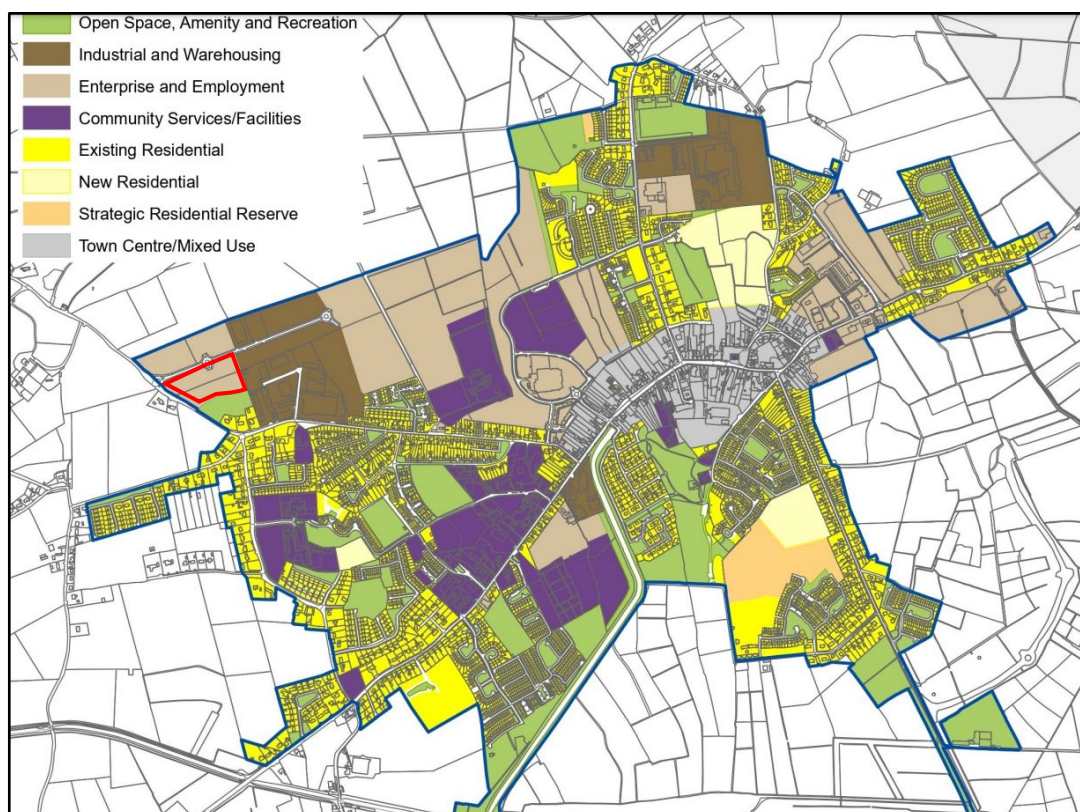 Open Space, Amenity and Recreation
Industrial and Warehousing
Enterprise and Employment
Community Services/Facilities
Existing Residential
New Residential
Strategic Residential Reserve
Town Centre/Mixed Use